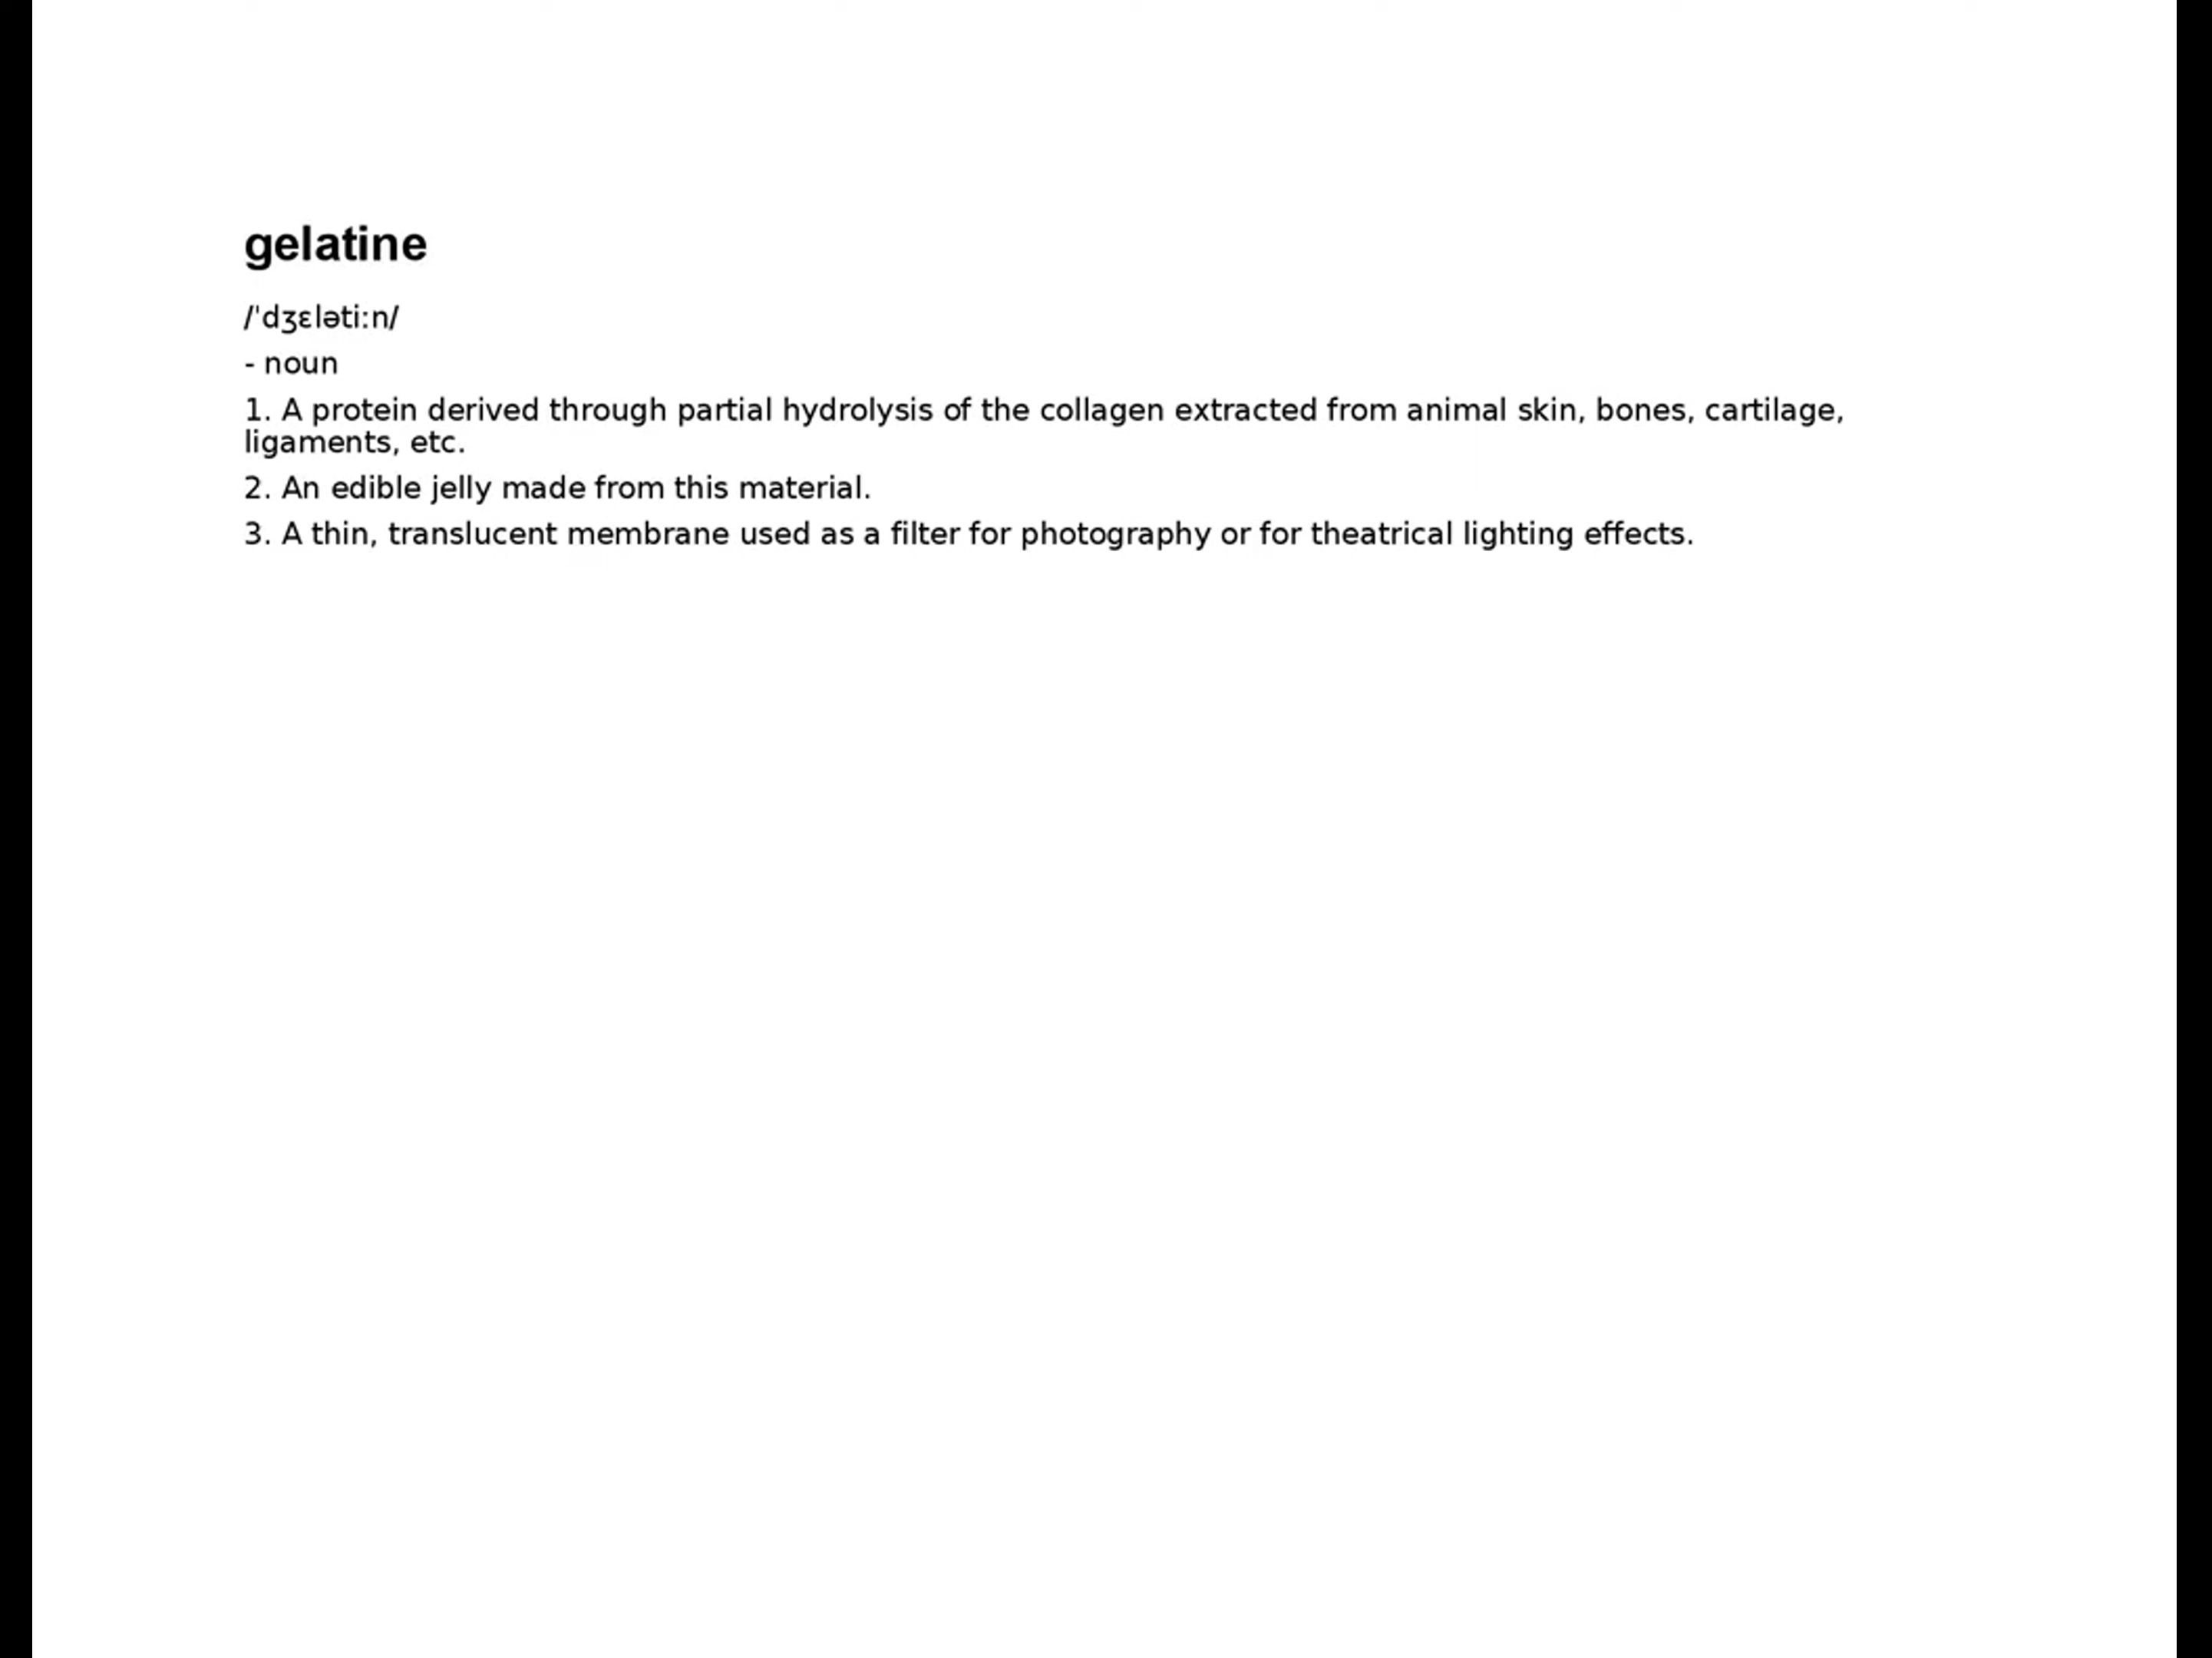 gelatine
/ˈdʒɛlətiːn/
- noun
1. A protein derived through partial hydrolysis of the collagen extracted from animal skin, bones, cartilage,
ligaments, etc.
2. An edible jelly made from this material.
3. A thin, translucent membrane used as a filter for photography or for theatrical lighting effects.